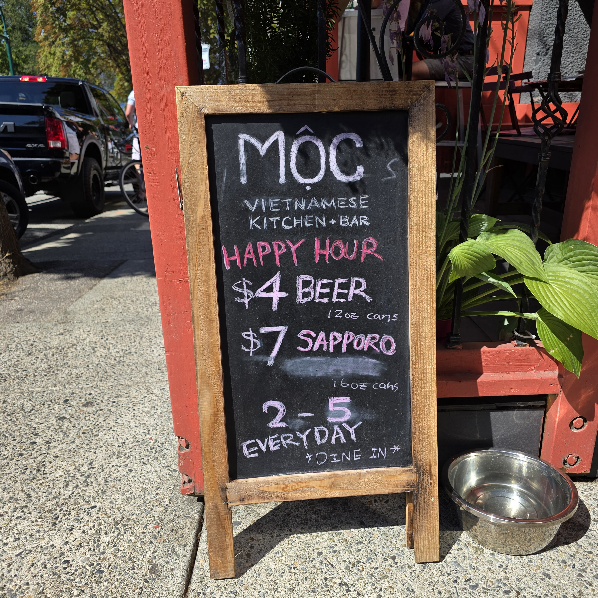 MỘC
VIETNAMESE
KITCHEN + BAR
HAPPY HOUR
$4 BEER
12oz cans
$7 SAPPORO
16oz cans
2 - 5
EVERYDAY
*DINE IN*